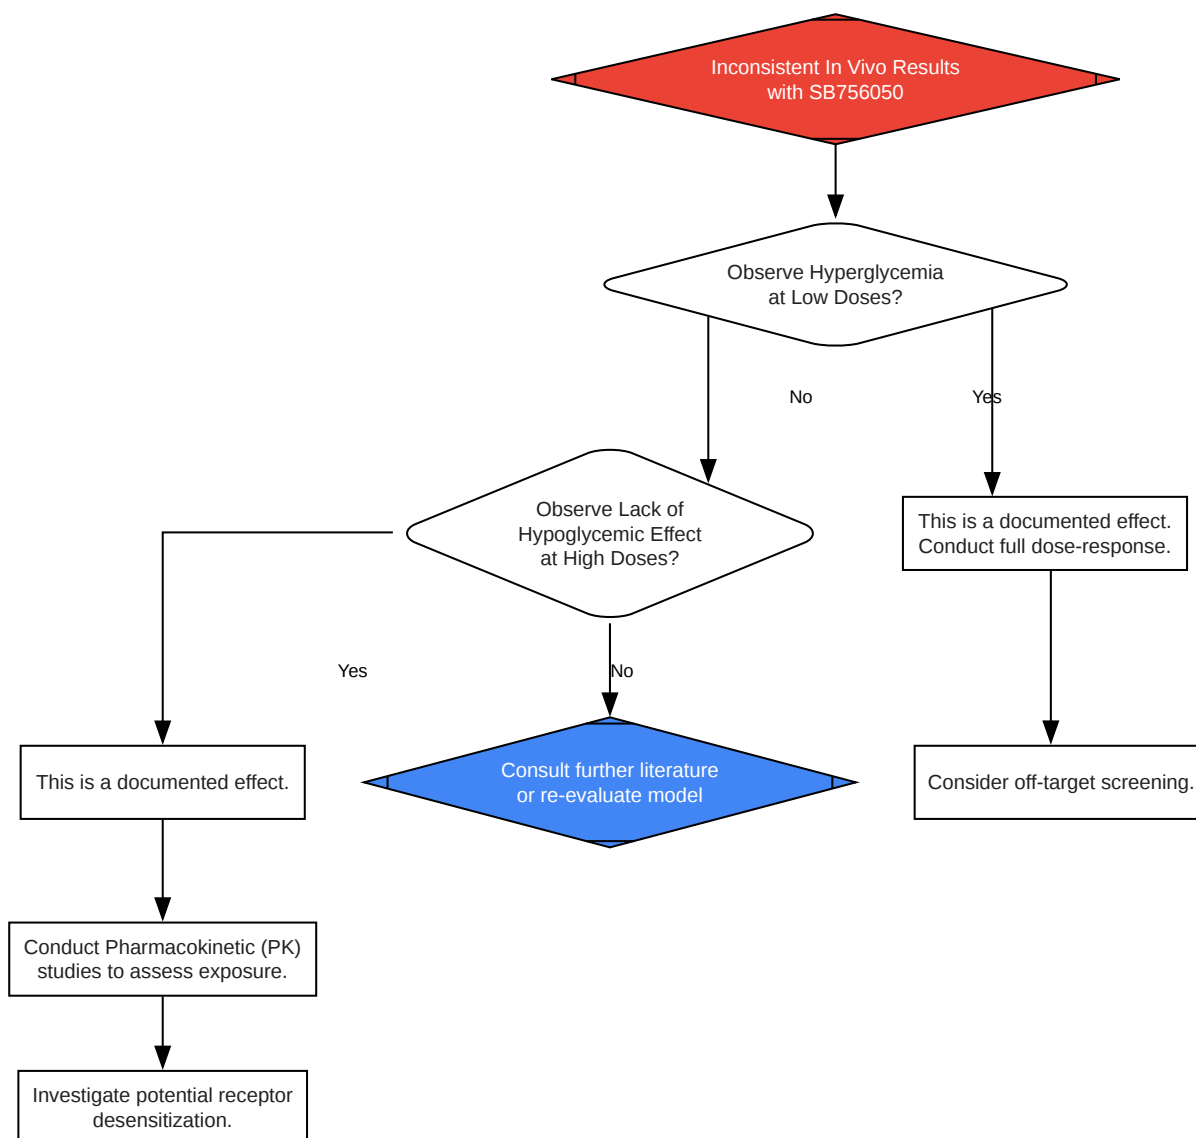 Inconsistent In Vivo Results
with SB756050
Observe Hyperglycemia
at Low Doses?
No
Yes
Observe Lack of
Hypoglycemic Effect
at High Doses?
This is a documented effect.
Conduct full dose-response.
Yes
No
This is a documented effect.
Consult further literature
or re-evaluate model
Consider off-target screening.
Conduct Pharmacokinetic (PK)
studies to assess exposure.
Investigate potential receptor
desensitization.